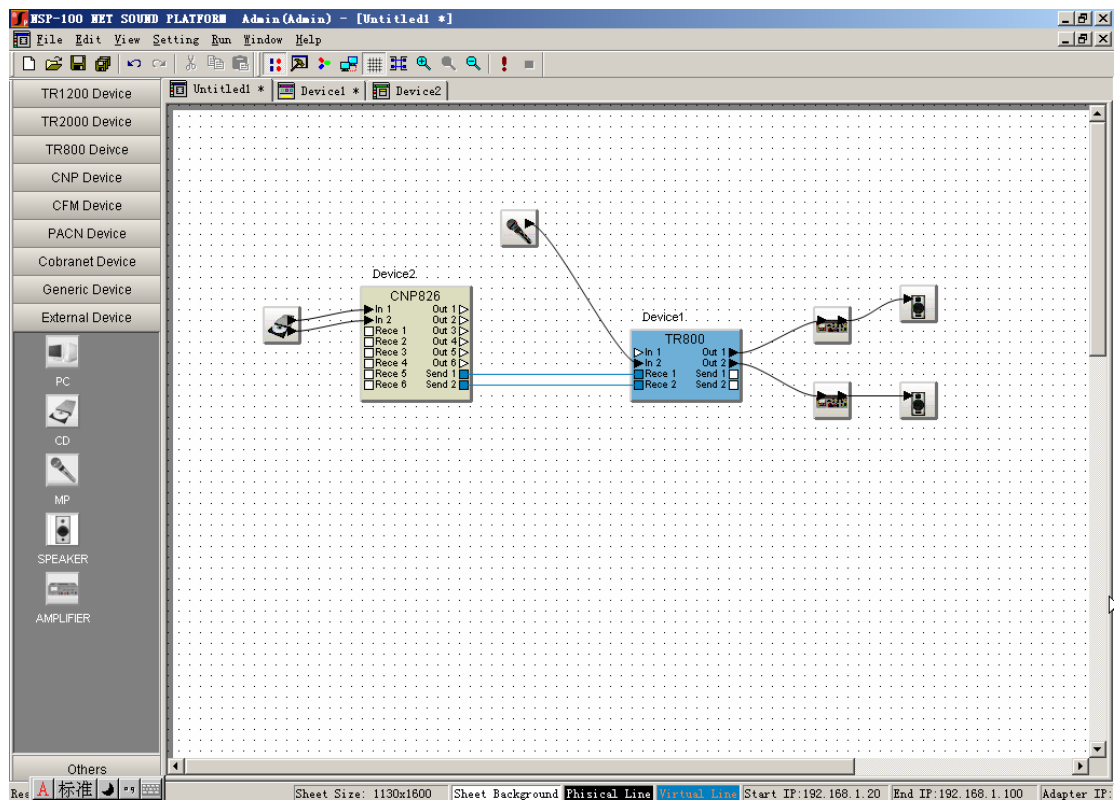 NSP-100 NET SOUND PLATFORM Admin(Admin) - [Untitled1 *]
File Edit View Setting Run Window Help
Untitled1 * Device1 * Device2
TR1200 Device
TR2000 Device
TR800 Deivce
CNP Device
CFM Device
PACN Device
Cobranet Device
Generic Device
External Device
PC
CD
MP
SPEAKER
AMPLIFIER
Others
Device2.
CNP826
In 1 Out 1
In 2 Out 2
Rece 1 Out 3
Rece 2 Out 4
Rece 3 Out 5
Rece 4 Out 6
Rece 5 Send 1
Rece 6 Send 2
Device1.
TR800
In 1 Out 1
In 2 Out 2
Rece 1 Send 1
Rece 2 Send 2
A 标准
Sheet Size: 1130x1600 Sheet Background Phisical Line Virtual Line Start IP:192.168.1.20 End IP:192.168.1.100 Adapter IP: